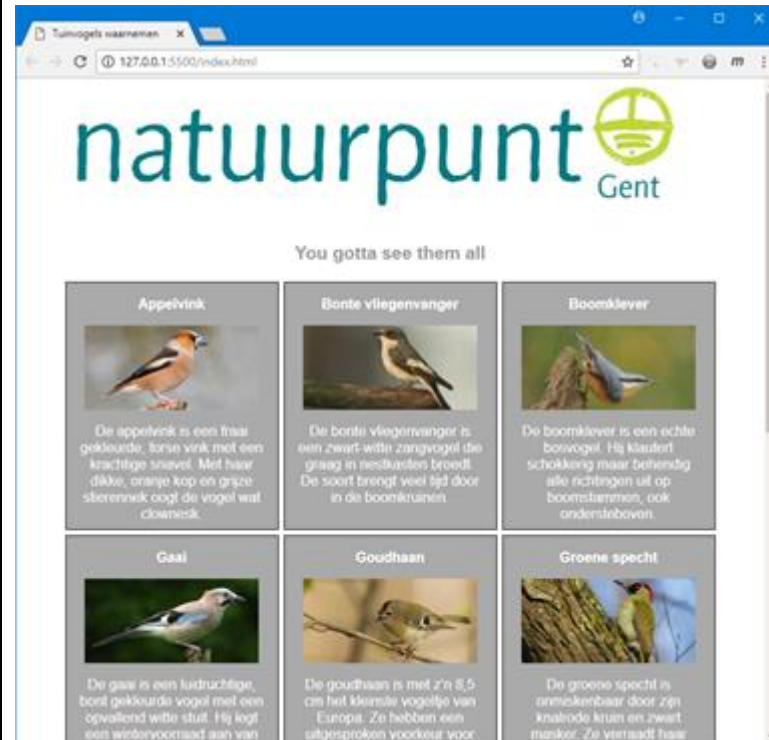 Tuinvogels waarnemen
127.0.0.1:5500/index.html
natuurpunt
Gent
You gotta see them all
Appelvink
De appelvink is een fraai
gekleurde, forse vink met een
krachtige snavel. Met haar
dikke, oranje kop en grijze
stierennek oogt de vogel wat
clownesk.
Bonte vliegenvanger
De bonte vliegenvanger is
een zwart-witte zangvogel die
graag in nestkasten broedt.
De soort brengt veel tijd door
in de boomkruinen.
Boomklever
De boomklever is een echte
bosvogel. Hij klautert
schokkerig maar behendig
alle richtingen uit op
boomstammen, ook
ondersteboven.
Gaai
De gaai is een luidruchtige,
bont gekleurde vogel met een
opvallend witte stuit. Hij legt
een wintervoorraad aan van
Goudhaan
De goudhaan is met z'n 8,5
cm het kleinste vogeltje van
Europa. Ze hebben een
uitgesproken voorkeur voor
Groene specht
De groene specht is
onmiskenbaar door zijn
knalrode kruin en zwart
masker. Ze verraadt haar